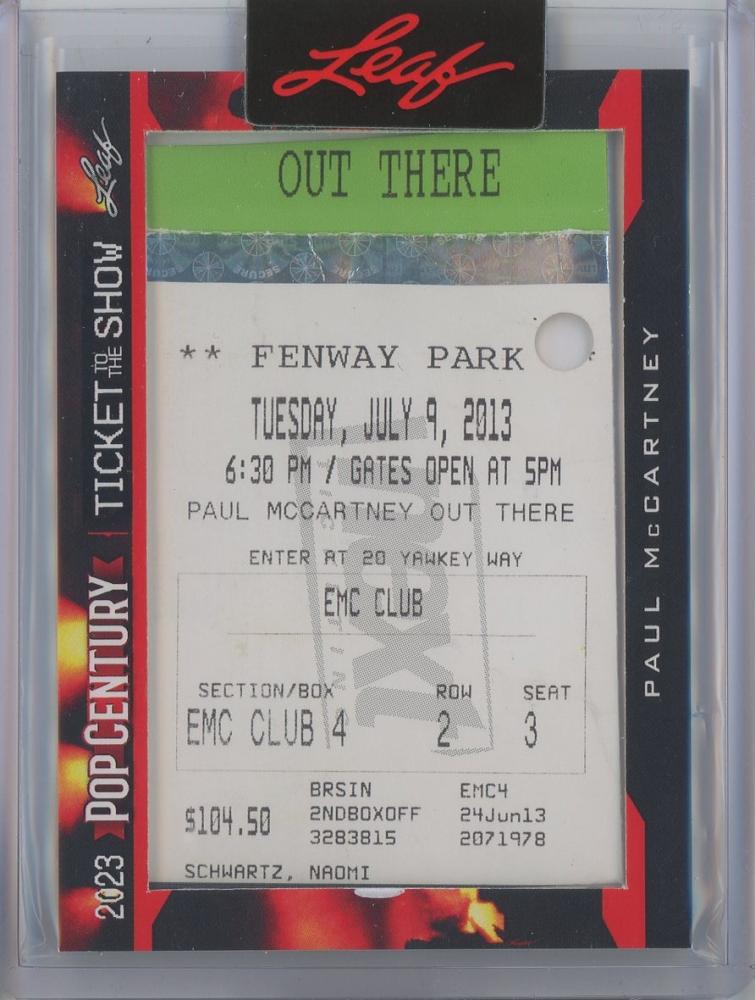 Leaf
Leaf
2023 POP CENTURY | TICKET TO THE SHOW
OUT THERE
SECURE
** FENWAY PARK *
TUESDAY, JULY 9, 2013
6:30 PM / GATES OPEN AT 5PM
PAUL MCCARTNEY OUT THERE
ENTER AT 20 YAWKEY WAY
EMC CLUB
SECTION/BOX ROW SEAT
EMC CLUB 4 2 3
BRSIN EMC4
$104.50 2NDBOXOFF 24Jun13
3283815 2071978
SCHWARTZ, NAOMI
PAUL McCARTNEY